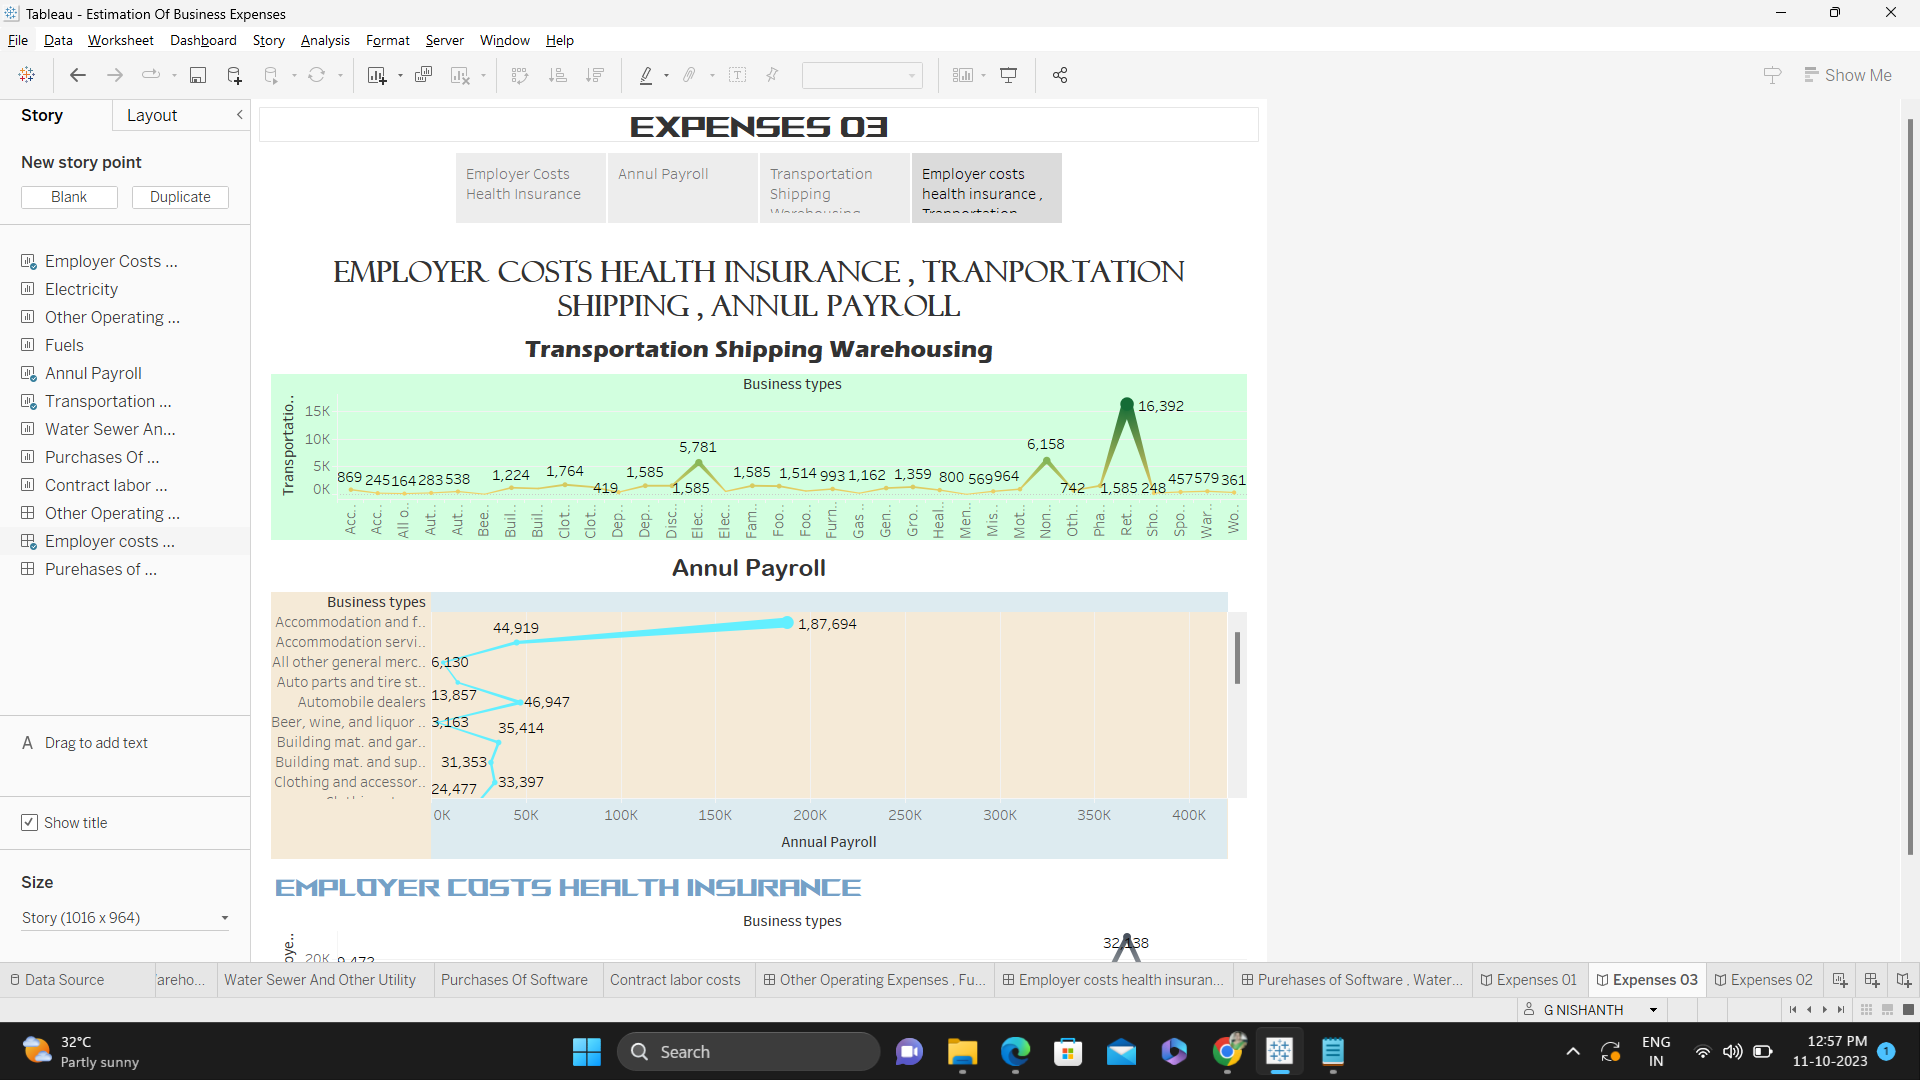 Tableau - Estimation Of Business Expenses
File Data Worksheet Dashboard Story Analysis Format Server Window Help
Show Me
Story Layout
New story point
Blank Duplicate
Employer Costs ...
Electricity
Other Operating ...
Fuels
Annul Payroll
Transportation ...
Water Sewer An...
Purchases Of ...
Contract labor ...
Other Operating ...
Employer costs ...
Purehases of ...
A Drag to add text
Show title
Size
Story (1016 x 964)
EXPENSES 03
Employer Costs
Health Insurance
Annul Payroll
Transportation
Shipping
Warehousing
Employer costs
health insurance ,
Tranportation
EMPLOYER COSTS HEALTH INSURANCE , TRANPORTATION
SHIPPING , ANNUL PAYROLL
Transportation Shipping Warehousing
Business types
Transportatio..
15K
10K
5K
0K
869 245 164 283 538 1,224 1,764 419 1,585 1,585 5,781 1,585 1,514 993 1,162 1,359 800 569 964 6,158 742 1,585 16,392 248 457 579 361
Acc.. Acc.. All o.. Aut.. Aut.. Bee.. Buil.. Buil.. Clot.. Clot.. Dep.. Dep.. Disc.. Elec.. Elec.. Fam.. Foo.. Foo.. Furn.. Gas .. Gen.. Gro.. Heal.. Men.. Mis.. Mot.. Non.. Oth.. Pha.. Ret.. Sho.. Spo.. War.. Wo..
Annul Payroll
Business types
Accommodation and f.. 1,87,694
Accommodation servi.. 44,919
All other general merc.. 6,130
Auto parts and tire st.. 13,857
Automobile dealers 46,947
Beer, wine, and liquor .. 3,163
Building mat. and gar.. 35,414
Building mat. and sup.. 31,353
Clothing and accessor.. 33,397
24,477
0K 50K 100K 150K 200K 250K 300K 350K 400K
Annual Payroll
EMPLOYER COSTS HEALTH INSURANCE
Business types
oye..
20K
9,472
32,138
Data Source 'areho... Water Sewer And Other Utility Purchases Of Software Contract labor costs Other Operating Expenses , Fu... Employer costs health insuran... Purehases of Software , Water... Expenses 01 Expenses 03 Expenses 02
G NISHANTH
32°C
Partly sunny
Search
ENG
IN
12:57 PM
11-10-2023
1